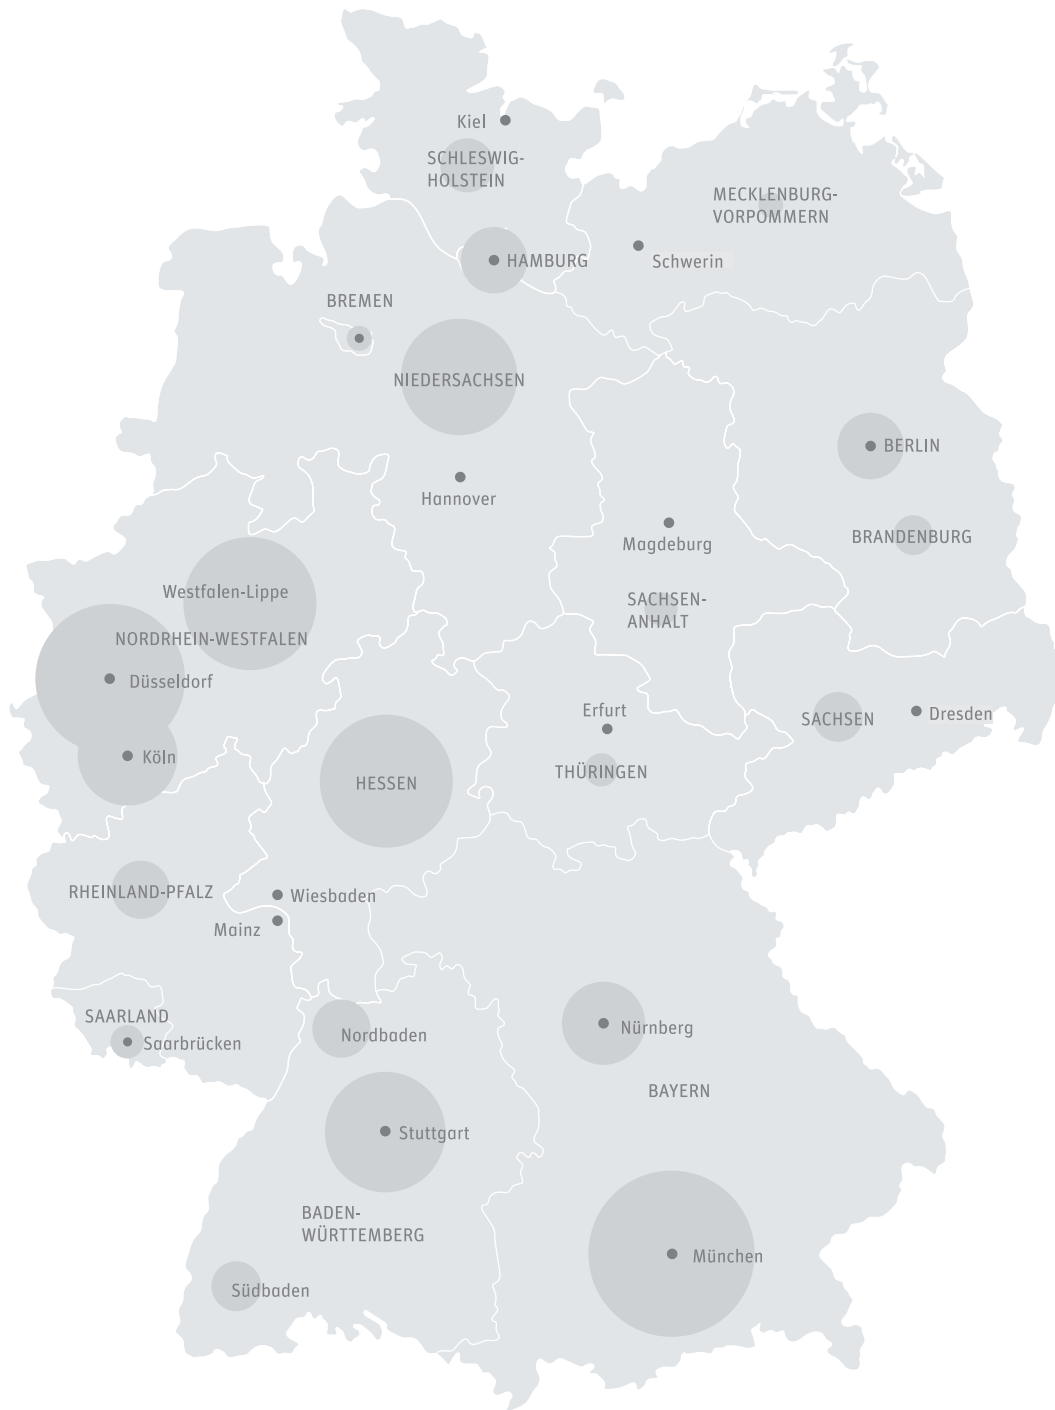 Kiel
SCHLESWIG-
HOLSTEIN
MECKLENBURG-
VORPOMMERN
HAMBURG
Schwerin
BREMEN
NIEDERSACHSEN
BERLIN
Hannover
BRANDENBURG
Magdeburg
Westfalen-Lippe
SACHSEN-
ANHALT
NORDRHEIN-WESTFALEN
Düsseldorf
Erfurt
SACHSEN
Dresden
Köln
THÜRINGEN
HESSEN
RHEINLAND-PFALZ
Wiesbaden
Mainz
SAARLAND
Saarbrücken
Nordbaden
Nürnberg
BAYERN
Stuttgart
BADEN-
WÜRTTEMBERG
München
Südbaden